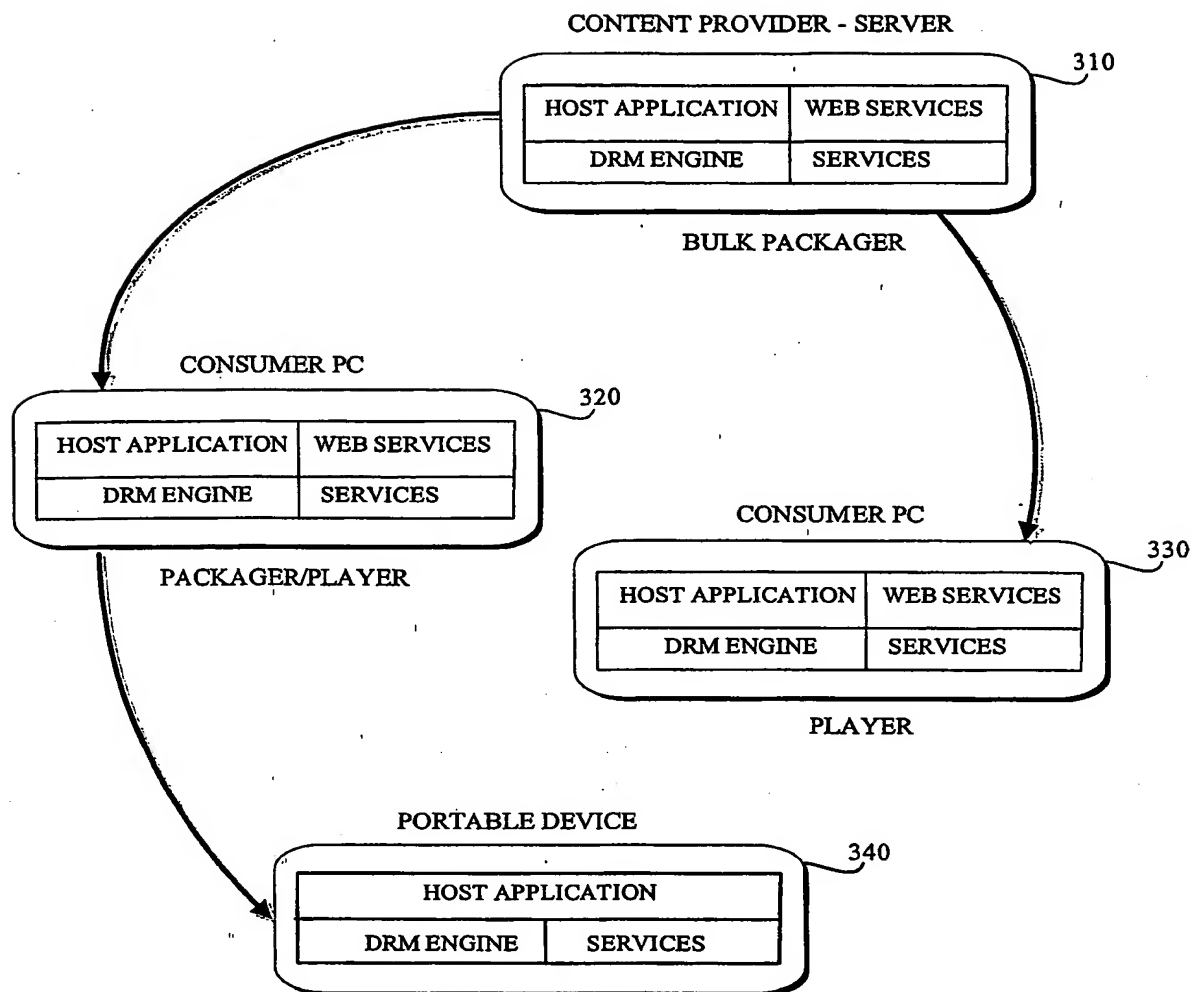 CONTENT PROVIDER - SERVER
310
HOST APPLICATION WEB SERVICES
DRM ENGINE SERVICES
BULK PACKAGER
CONSUMER PC
320
HOST APPLICATION WEB SERVICES
DRM ENGINE SERVICES
PACKAGER/PLAYER
CONSUMER PC
330
HOST APPLICATION WEB SERVICES
DRM ENGINE SERVICES
PLAYER
PORTABLE DEVICE
340
HOST APPLICATION
DRM ENGINE SERVICES